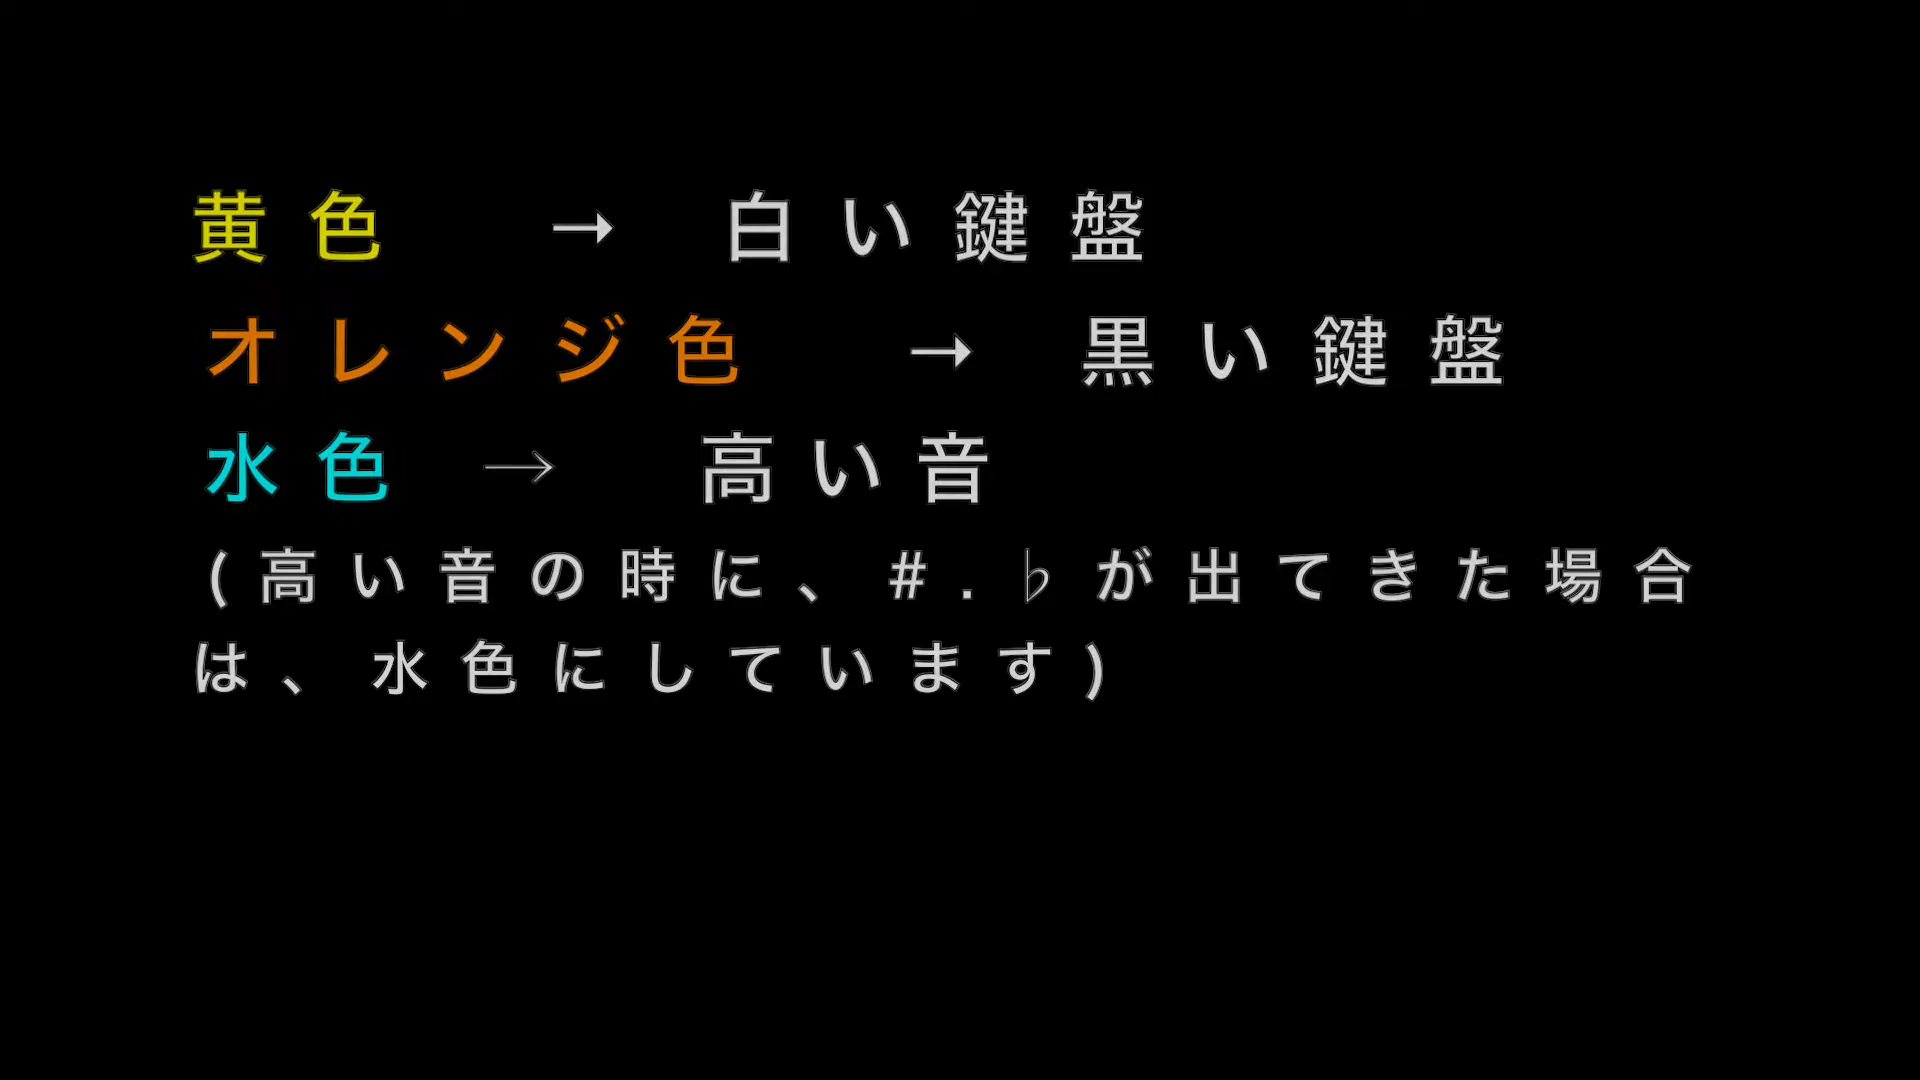 黄色　→　白い鍵盤
オレンジ色　→　黒い鍵盤
水色→　高い音
(高い音の時に、#.♭が出てきた場合
は、水色にしています)